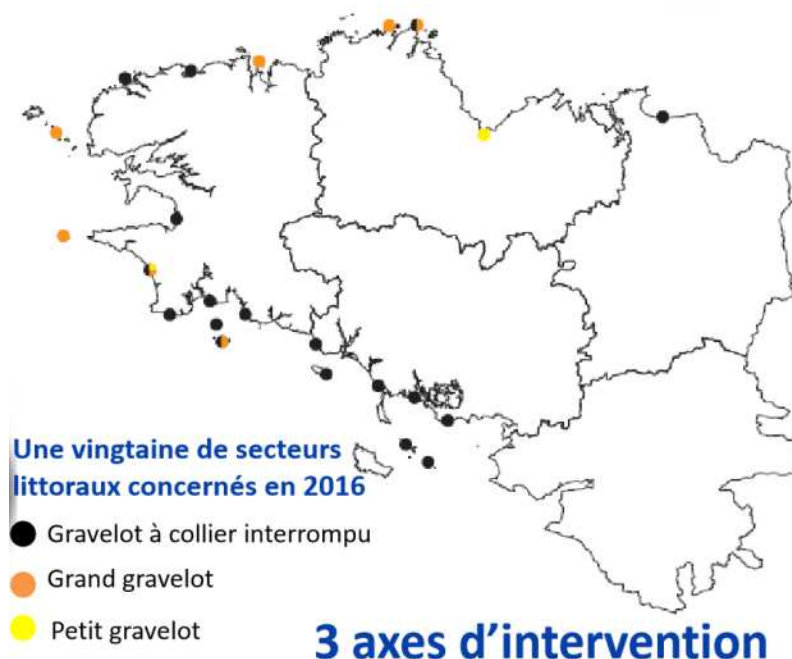 Une vingtaine de secteurs
littoraux concernés en 2016
Gravelot à collier interrompu
Grand gravelot
Petit gravelot
3 axes d’intervention